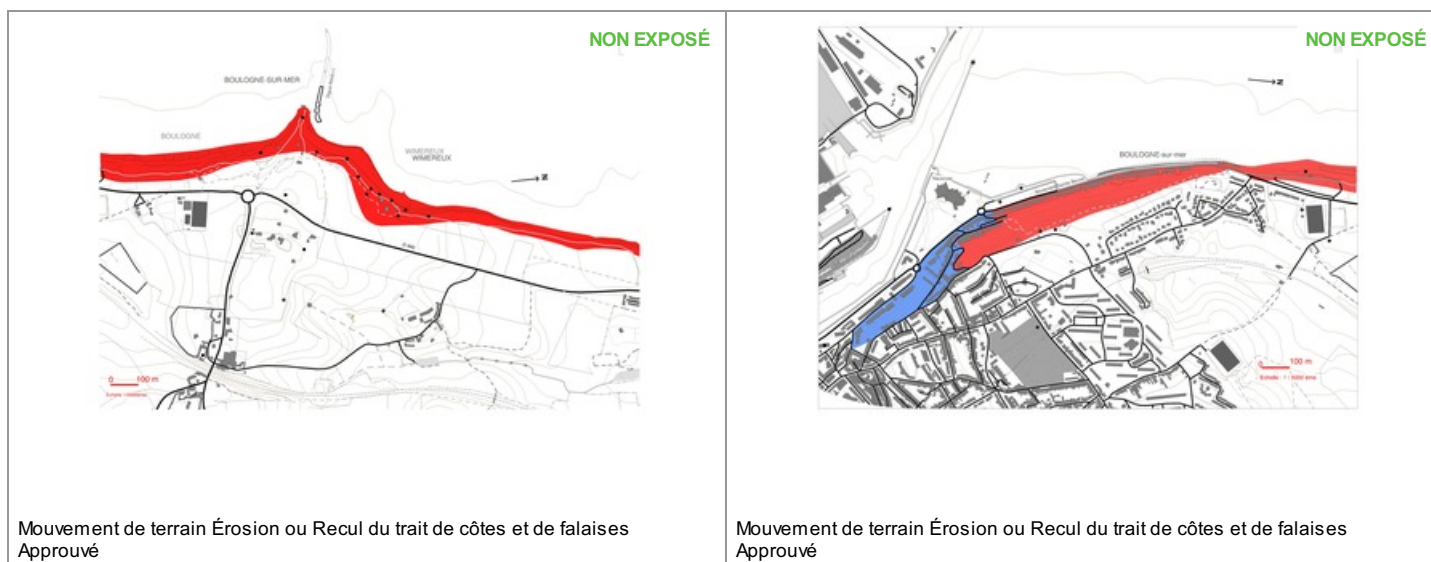 NON EXPOSÉ
BOULOGNE-SUR-MER
BOULOGNE
WIMEREUX
WIMEREUX
N
0 100 m
Mouvement de terrain Érosion ou Recul du trait de côtes et de falaises
Approuvé
NON EXPOSÉ
N
BOULOGNE-sur-mer
0 100 m
Mouvement de terrain Érosion ou Recul du trait de côtes et de falaises
Approuvé